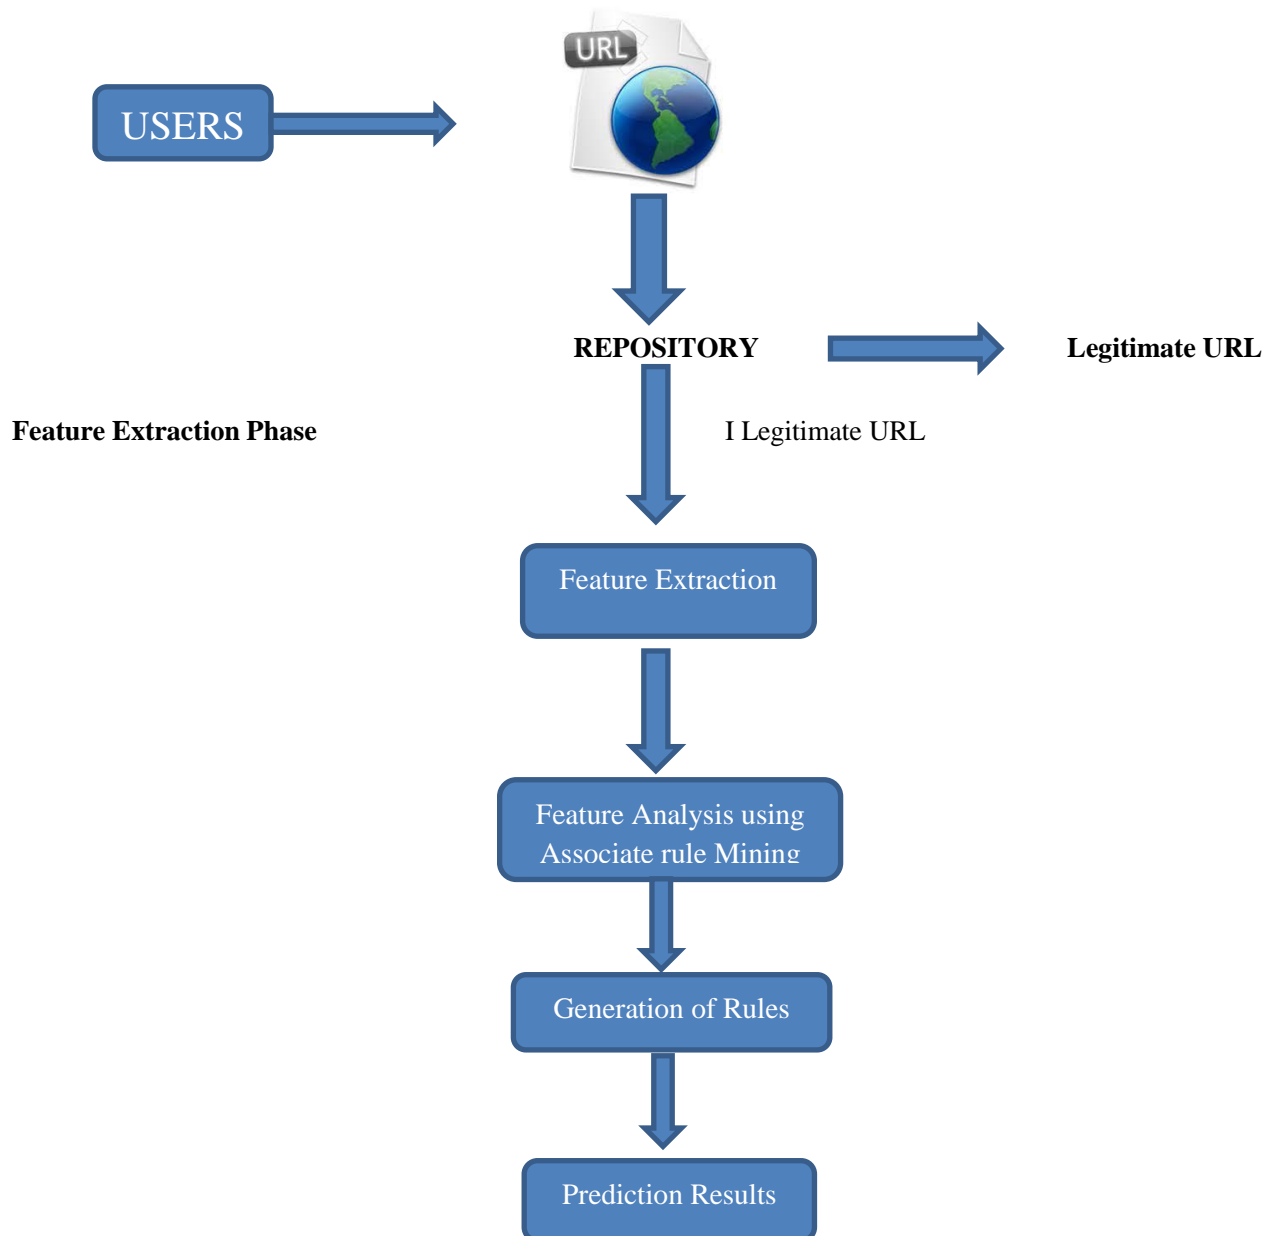 URL
USERS
REPOSITORY
Legitimate URL
Feature Extraction Phase
I Legitimate URL
Feature Extraction
Feature Analysis using
Associate rule Mining
Generation of Rules
Prediction Results